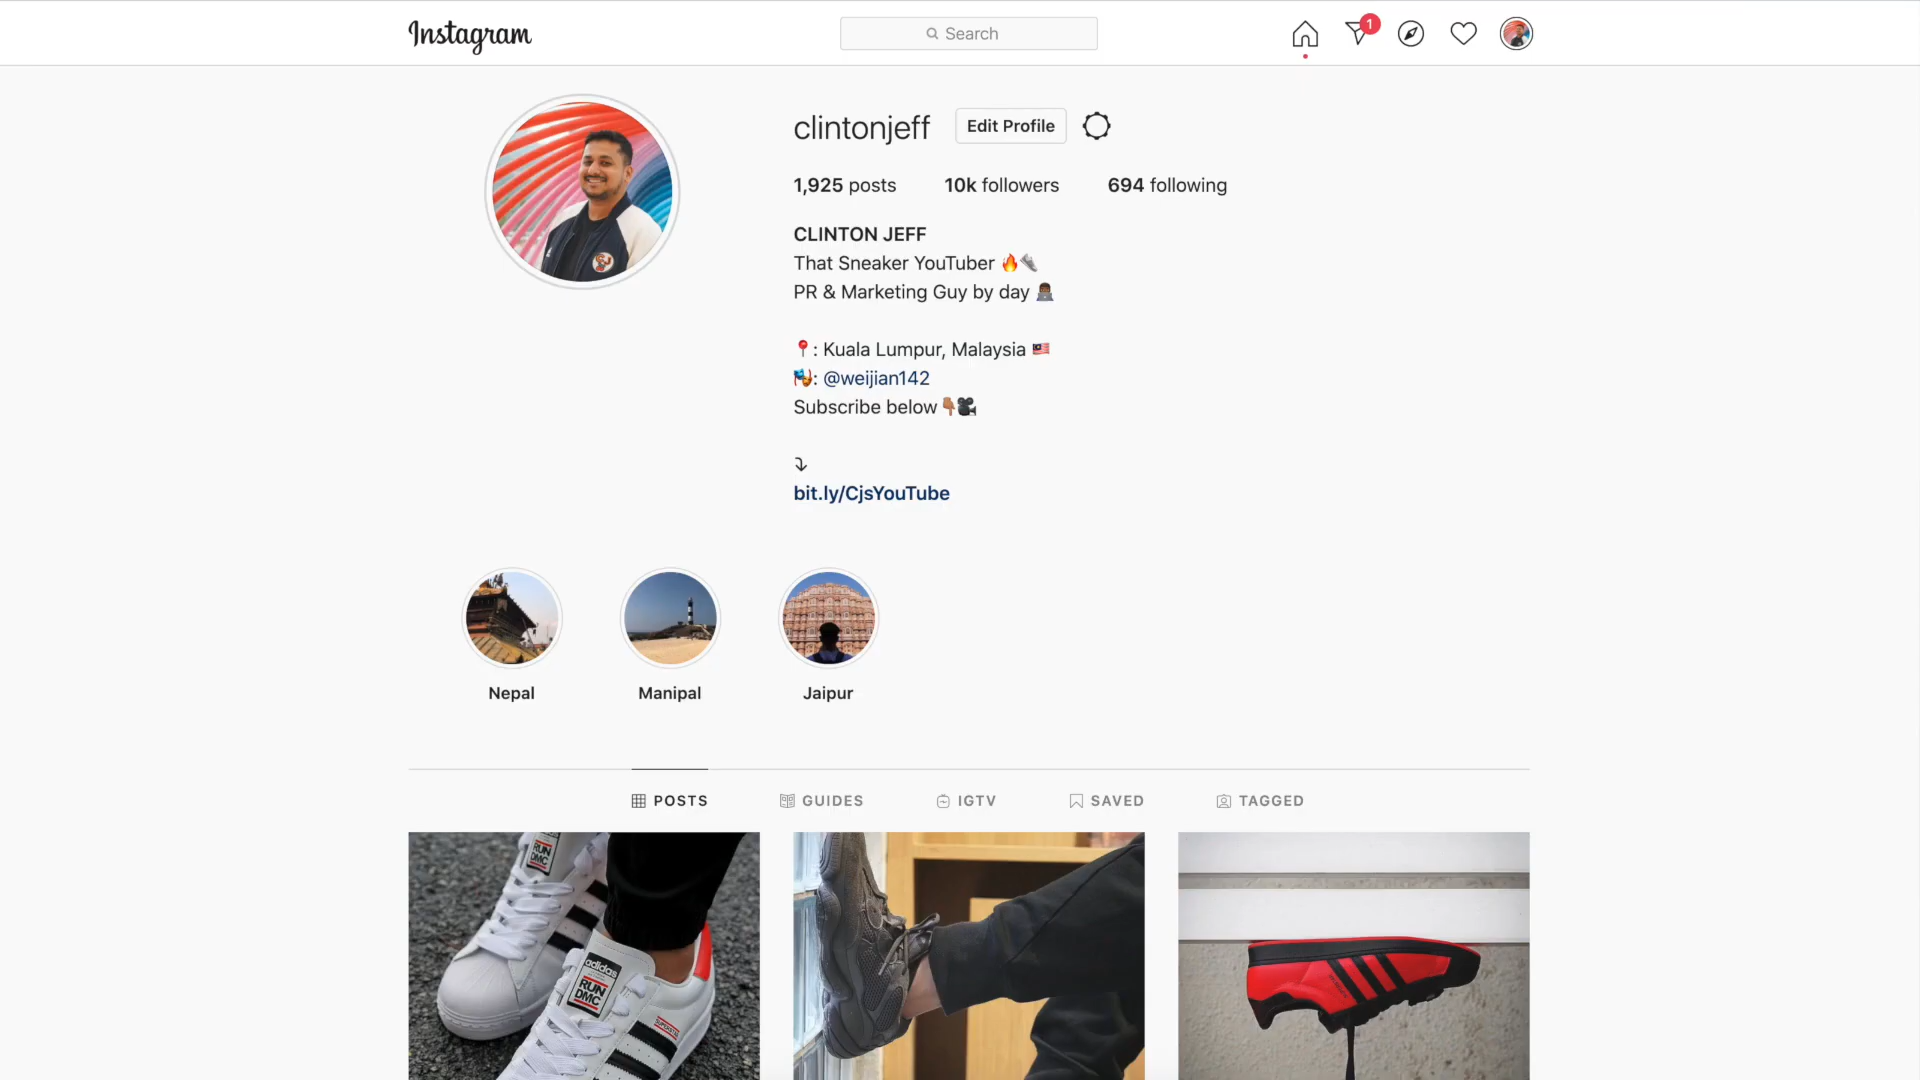 Instagram
Search
1
clintonjeff
Edit Profile
1,925 posts 10k followers 694 following
CLINTON JEFF
That Sneaker YouTuber 🔥👟
PR & Marketing Guy by day 👨🏾‍💻
📍: Kuala Lumpur, Malaysia 🇲🇾
🎭: @weijian142
Subscribe below👇🏾🎥
⤵
bit.ly/CjsYouTube
Nepal
Manipal
Jaipur
POSTS
GUIDES
IGTV
SAVED
TAGGED
RUN
DMC
adidas
RUN
DMC
SUPERSTAR